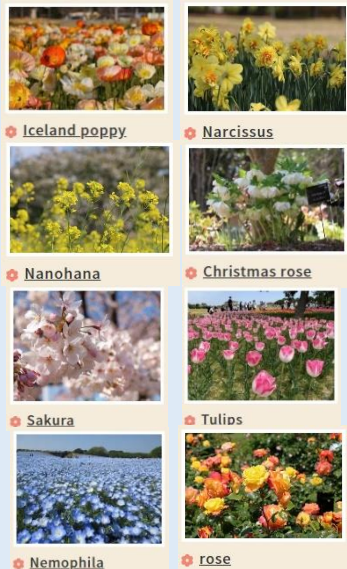 Iceland poppy
Narcissus
Nanohana
Christmas rose
Sakura
Tulips
Nemophila
rose